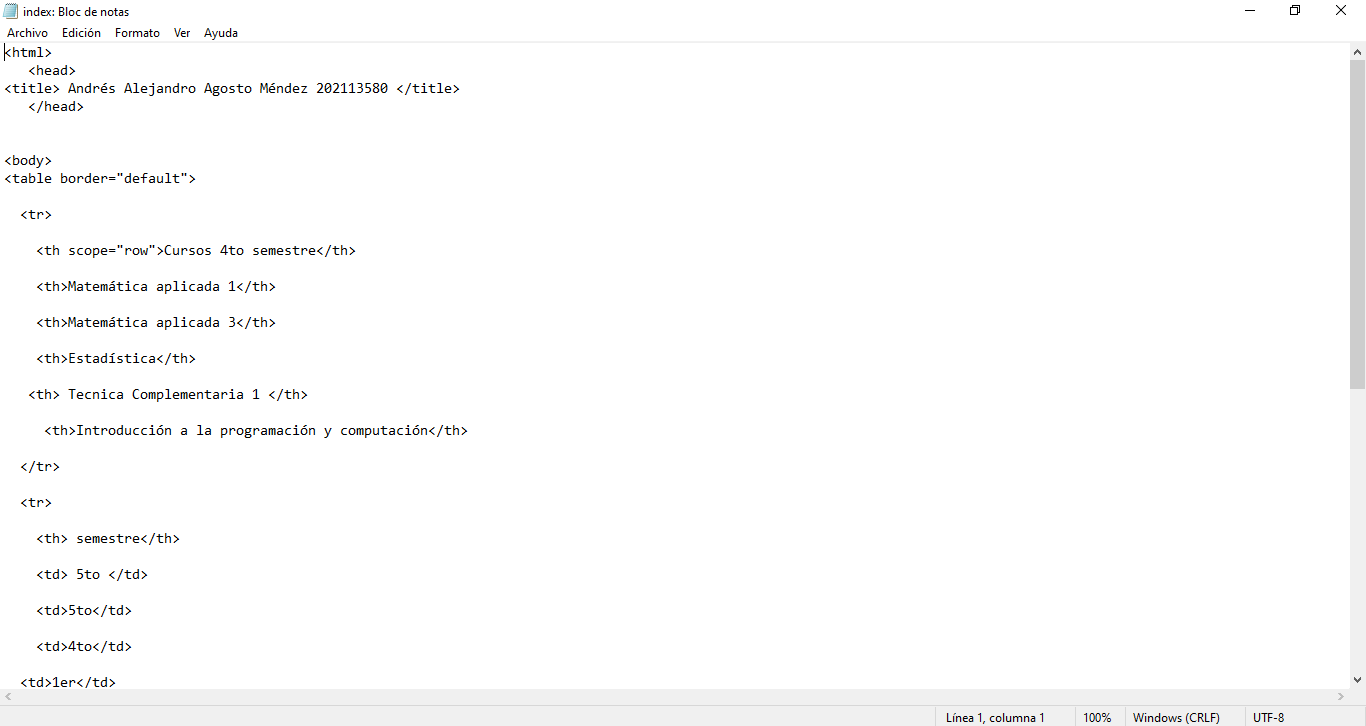 index: Bloc de notas
Archivo Edición Formato Ver Ayuda
<html>
<head>
<title> Andrés Alejandro Agosto Méndez 202113580 </title>
</head>
<body>
<table border="default">
<tr>
<th scope="row">Cursos 4to semestre</th>
<th>Matemática aplicada 1</th>
<th>Matemática aplicada 3</th>
<th>Estadística</th>
<th> Tecnica Complementaria 1 </th>
<th>Introducción a la programación y computación</th>
</tr>
<tr>
<th> semestre</th>
<td> 5to </td>
<td>5to</td>
<td>4to</td>
<td>1er</td>
Línea 1, columna 1 100% Windows (CRLF) UTF-8